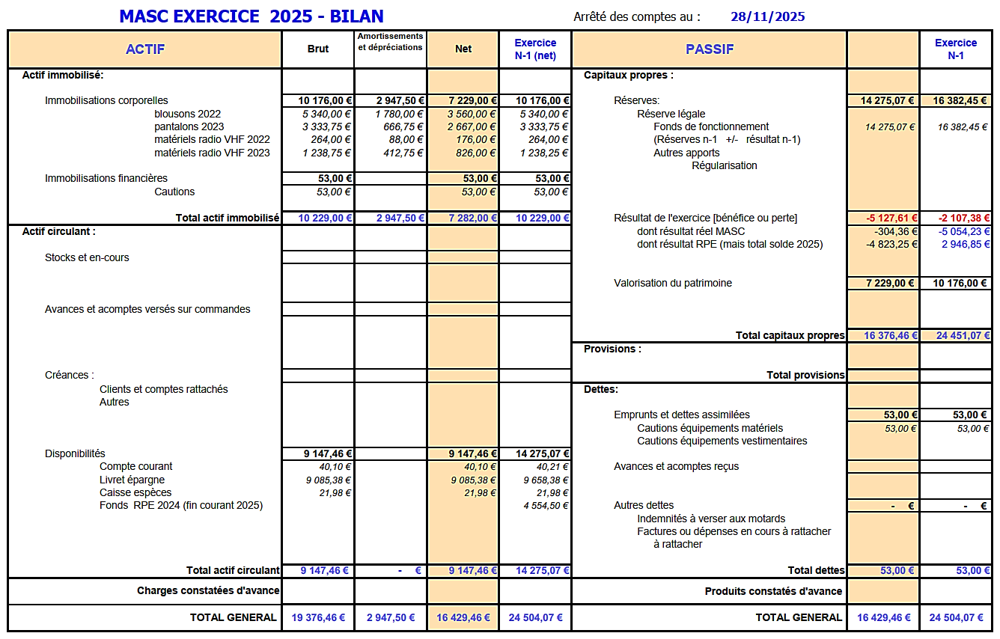 MASC EXERCICE 2025 - BILAN Arrêté des comptes au : 28/11/2025
ACTIF Brut Amortissements et dépréciations Net Exercice N-1 (net) PASSIF Exercice N-1
Actif immobilisé: Capitaux propres :
Immobilisations corporelles 10 176,00 € 2 947,50 € 7 229,00 € 10 176,00 € Réserves: 14 275,07 € 16 382,45 €
blousons 2022 5 340,00 € 1 780,00 € 3 560,00 € 5 340,00 € Réserve légale
pantalons 2023 3 333,75 € 666,75 € 2 667,00 € 3 333,75 € Fonds de fonctionnement 14 275,07 € 16 382,45 €
matériels radio VHF 2022 264,00 € 88,00 € 176,00 € 264,00 € (Réserves n-1 +/- résultat n-1)
matériels radio VHF 2023 1 238,75 € 412,75 € 826,00 € 1 238,25 € Autres apports
Régularisation
Immobilisations financières 53,00 € 53,00 € 53,00 €
Cautions 53,00 € 53,00 € 53,00 €
Total actif immobilisé 10 229,00 € 2 947,50 € 7 282,00 € 10 229,00 € Résultat de l'exercice [bénéfice ou perte] -5 127,61 € -2 107,38 €
Actif circulant : dont résultat réel MASC -304,36 € -5 054,23 €
dont résultat RPE (mais total solde 2025) -4 823,25 € 2 946,85 €
Stocks et en-cours
Valorisation du patrimoine 7 229,00 € 10 176,00 €
Avances et acomptes versés sur commandes
Total capitaux propres 16 376,46 € 24 451,07 €
Provisions :
Créances : Total provisions
Clients et comptes rattachés Dettes:
Autres
Emprunts et dettes assimilées 53,00 € 53,00 €
Cautions équipements matériels 53,00 € 53,00 €
Cautions équipements vestimentaires
Disponibilités 9 147,46 € 9 147,46 € 14 275,07 €
Compte courant 40,10 € 40,10 € 40,21 € Avances et acomptes reçus
Livret épargne 9 085,38 € 9 085,38 € 9 658,38 €
Caisse espèces 21,98 € 21,98 € 21,98 €
Fonds RPE 2024 (fin courant 2025) 4 554,50 € Autres dettes - € - €
Indemnités à verser aux motards
Factures ou dépenses en cours à rattacher
à rattacher
Total actif circulant 9 147,46 € - € 9 147,46 € 14 275,07 € Total dettes 53,00 € 53,00 €
Charges constatées d'avance Produits constatés d'avance
TOTAL GENERAL 19 376,46 € 2 947,50 € 16 429,46 € 24 504,07 € TOTAL GENERAL 16 429,46 € 24 504,07 €